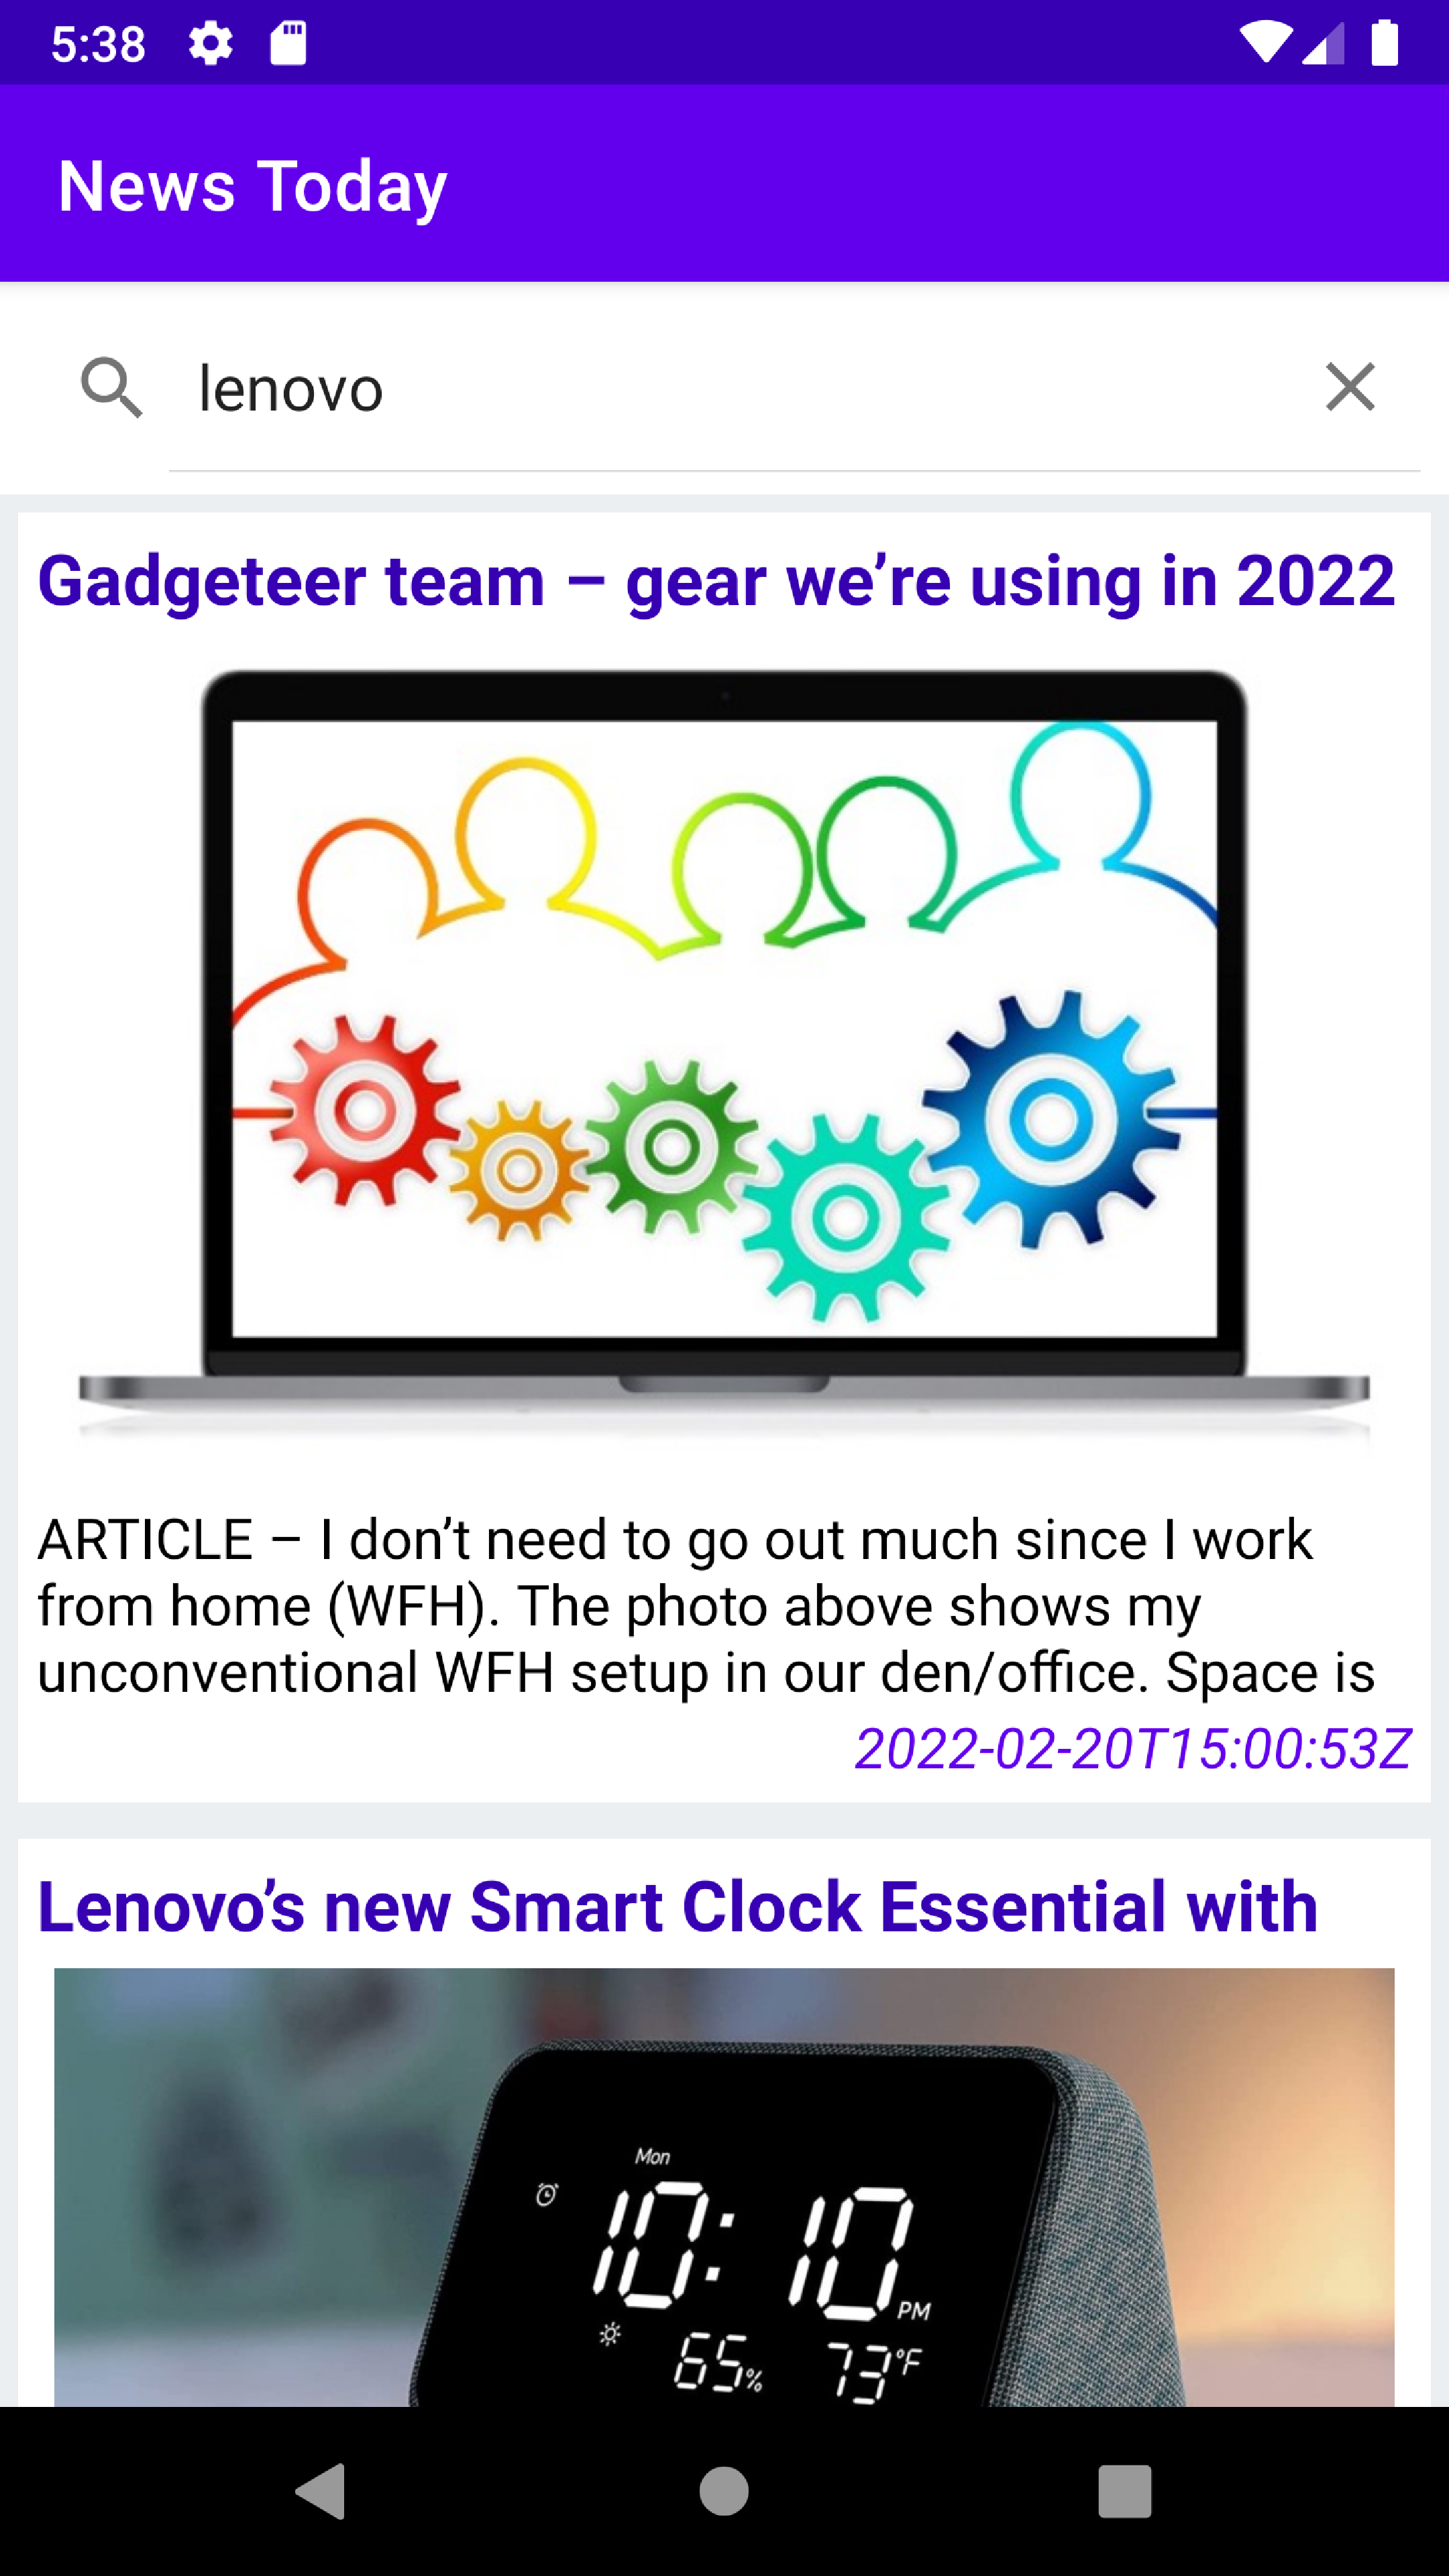 5:38
News Today
lenovo
Gadgeteer team – gear we’re using in 2022
ARTICLE – I don’t need to go out much since I work
from home (WFH). The photo above shows my
unconventional WFH setup in our den/office. Space is
2022-02-20T15:00:53Z
Lenovo’s new Smart Clock Essential with
Mon
10:10 PM
65% 73°F